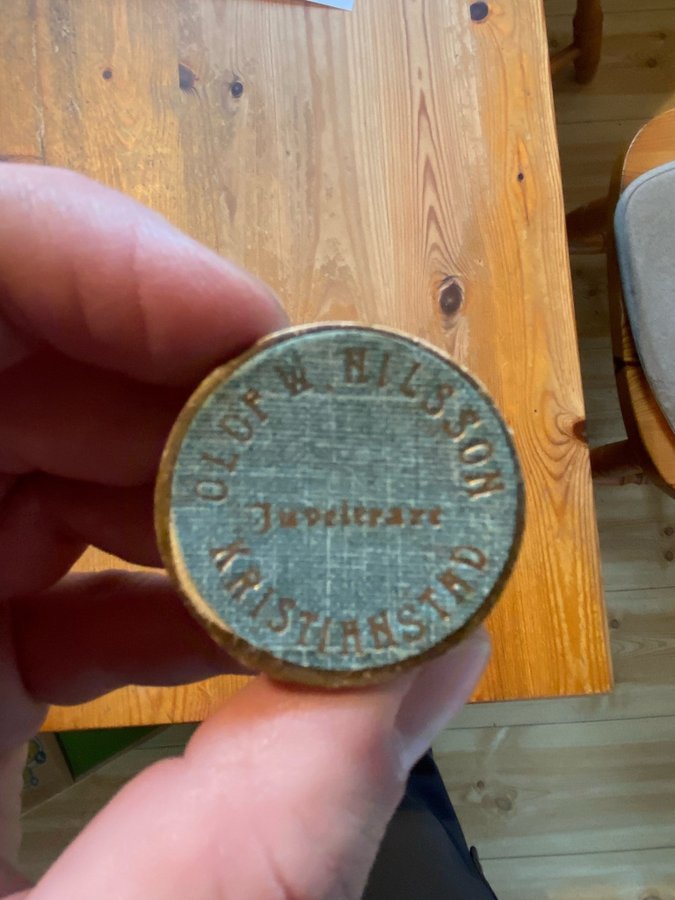 OLOF W. NILSSON
Juvelerare
KRISTIANSTAD